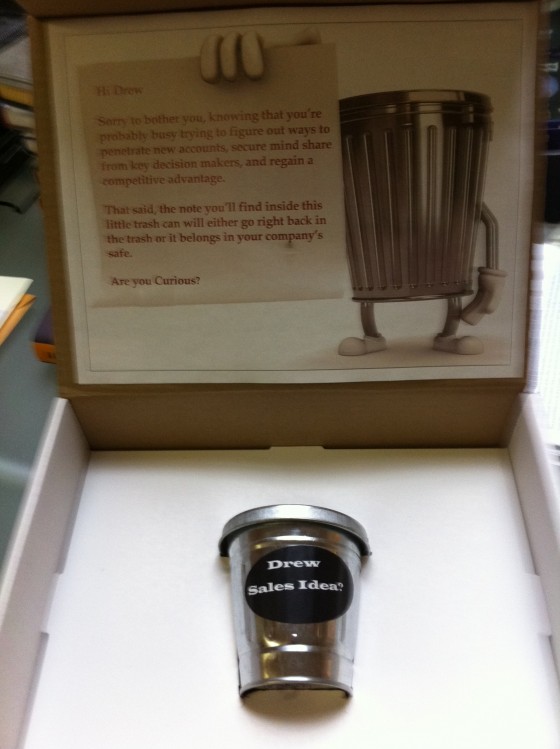 Hi Drew
Sorry to bother you, knowing that you're
probably busy trying to figure out ways to
penetrate new accounts, secure mind share
from key decision makers, and regain a
competitive advantage.
That said, the note you'll find inside this
little trash can will either go right back in
the trash or it belongs in your company's
safe.
Are you Curious?
Drew
Sales Idea?